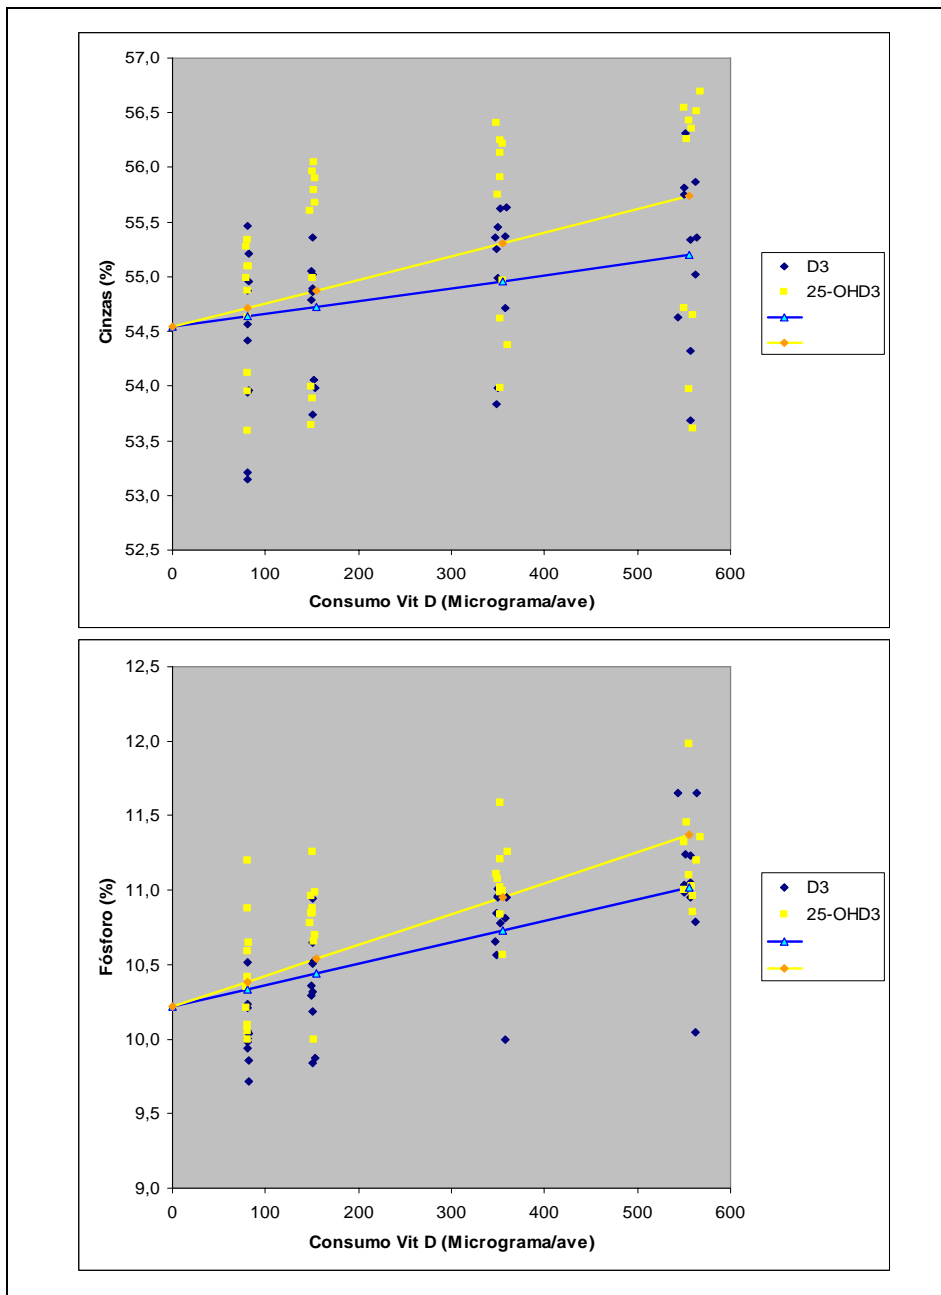 57,0
56,5
56,0
55,5
55,0
54,5
54,0
53,5
53,0
52,5
Cinzas (%)
0 100 200 300 400 500 600
Consumo Vit D (Micrograma/ave)
D3
25-OHD3
12,5
12,0
11,5
11,0
10,5
10,0
9,5
9,0
Fósforo (%)
0 100 200 300 400 500 600
Consumo Vit D (Micrograma/ave)
D3
25-OHD3